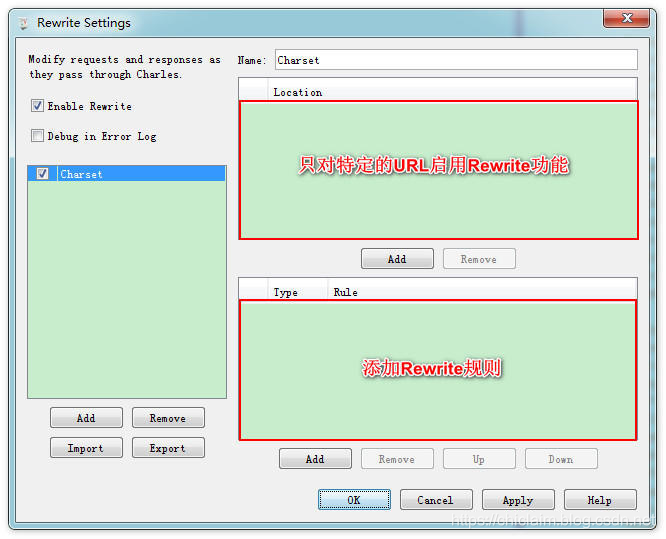 Rewrite Settings
Modify requests and responses as
they pass through Charles.
Enable Rewrite
Debug in Error Log
Charset
Add
Remove
Import
Export
Name:
Charset
Location
只对特定的URL启用Rewrite功能
Add
Remove
Type
Rule
添加Rewrite规则
Add
Remove
Up
Down
OK
Cancel
Apply
Help
https://chiclaim.blog.csdn.net